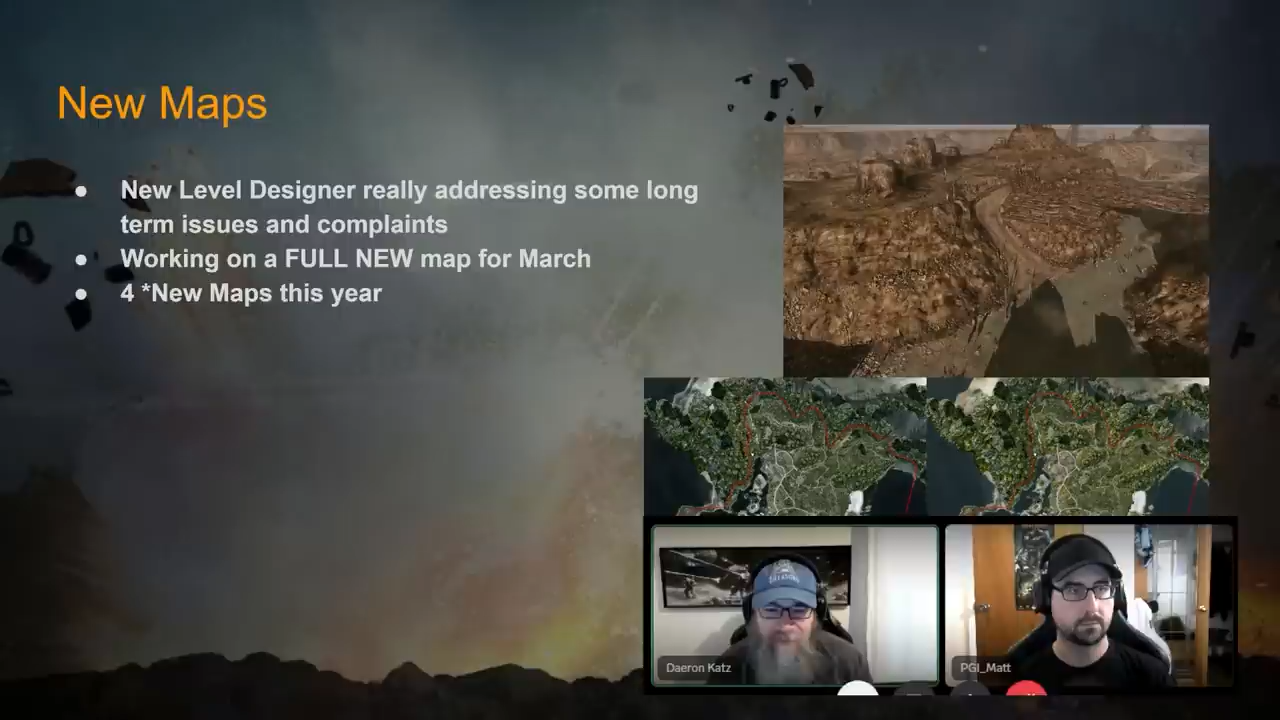 New Maps
● New Level Designer really addressing some long
term issues and complaints
● Working on a FULL NEW map for March
● 4 *New Maps this year
Daeron Katz
PGI_Matt